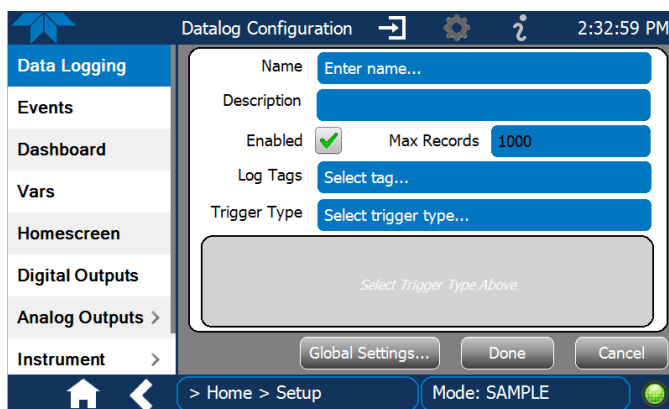 Datalog Configuration
2:32:59 PM
Data Logging
Events
Dashboard
Vars
Homescreen
Digital Outputs
Analog Outputs >
Instrument >
Name Enter name...
Description
Enabled Max Records 1000
Log Tags Select tag...
Trigger Type Select trigger type...
Select Trigger Type Above
Global Settings... Done Cancel
> Home > Setup Mode: SAMPLE